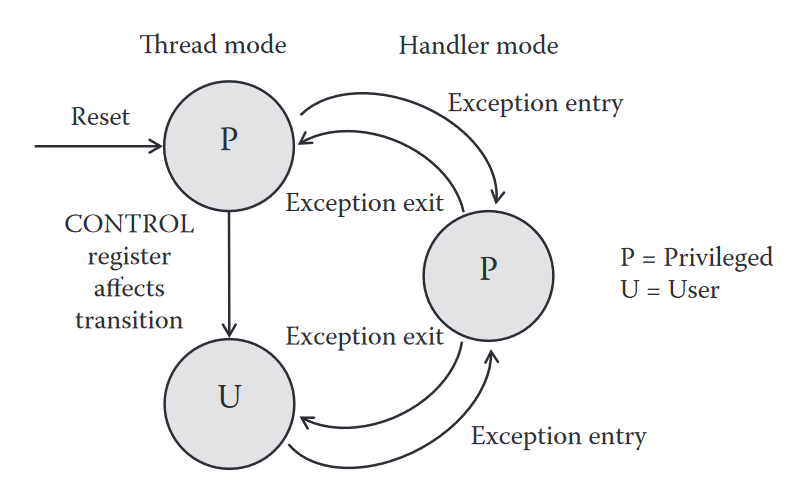 Thread mode
Handler mode
Reset
P
Exception entry
Exception exit
CONTROL
register
affects
transition
P
P = Privileged
U = User
Exception exit
U
Exception entry